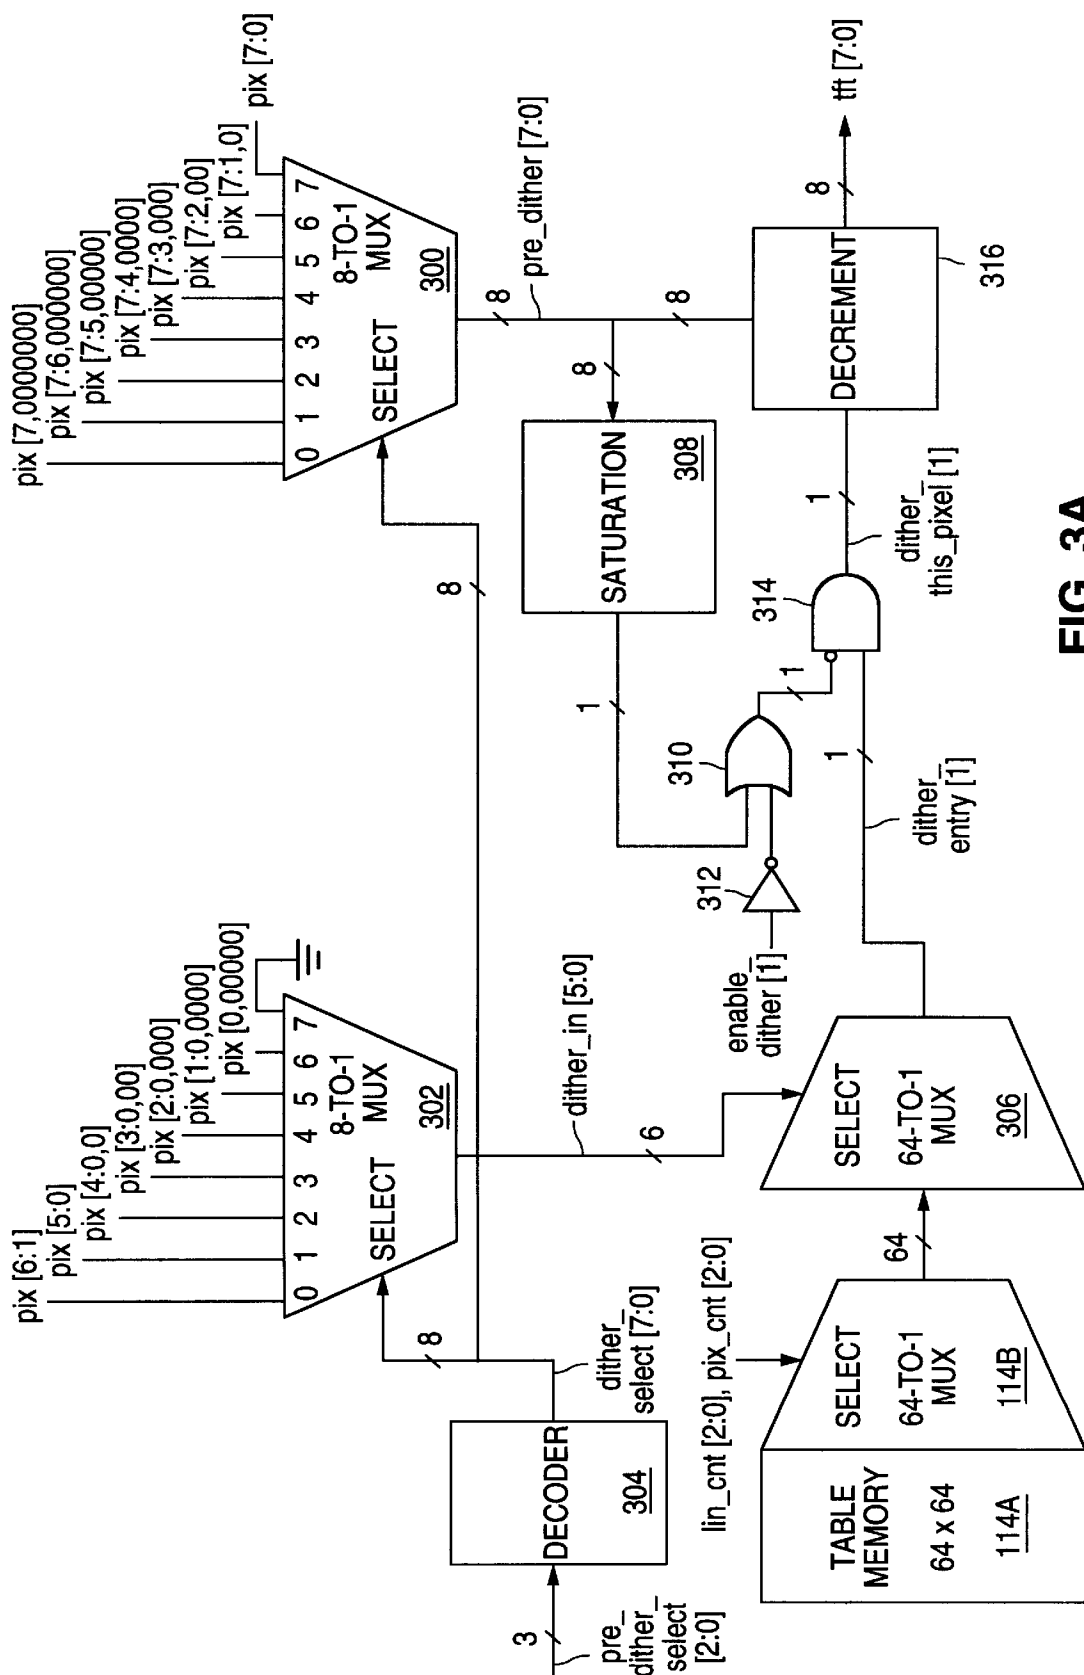 pix [6:1]
pix [5:0]
pix [4:0,0]
pix [3:0,00]
pix [2:0,000]
pix [1:0,0000]
pix [0,00000]
0 1 2 3 4 5 6 7
8-TO-1
MUX
SELECT
302
pix [7,0000000]
pix [7:6,000000]
pix [7:5,00000]
pix [7:4,0000]
pix [7:3,000]
pix [7:2,00]
pix [7:1,0]
pix [7:0]
0 1 2 3 4 5 6 7
8-TO-1
MUX
SELECT
300
3
pre_
dither_
select
[2:0]
DECODER
304
dither_
select [7:0]
8
8
dither_in [5:0]
6
8
pre_dither [7:0]
8
8
SATURATION
308
1
310
312
enable_
dither [1]
1
314
1
dither_
this_pixel [1]
DECREMENT
316
8
tft [7:0]
lin_cnt [2:0], pix_cnt [2:0]
TABLE
MEMORY
64 x 64
114A
SELECT
64-TO-1
MUX
114B
64
SELECT
64-TO-1
MUX
306
dither_
entry [1]
1
FIG. 3A